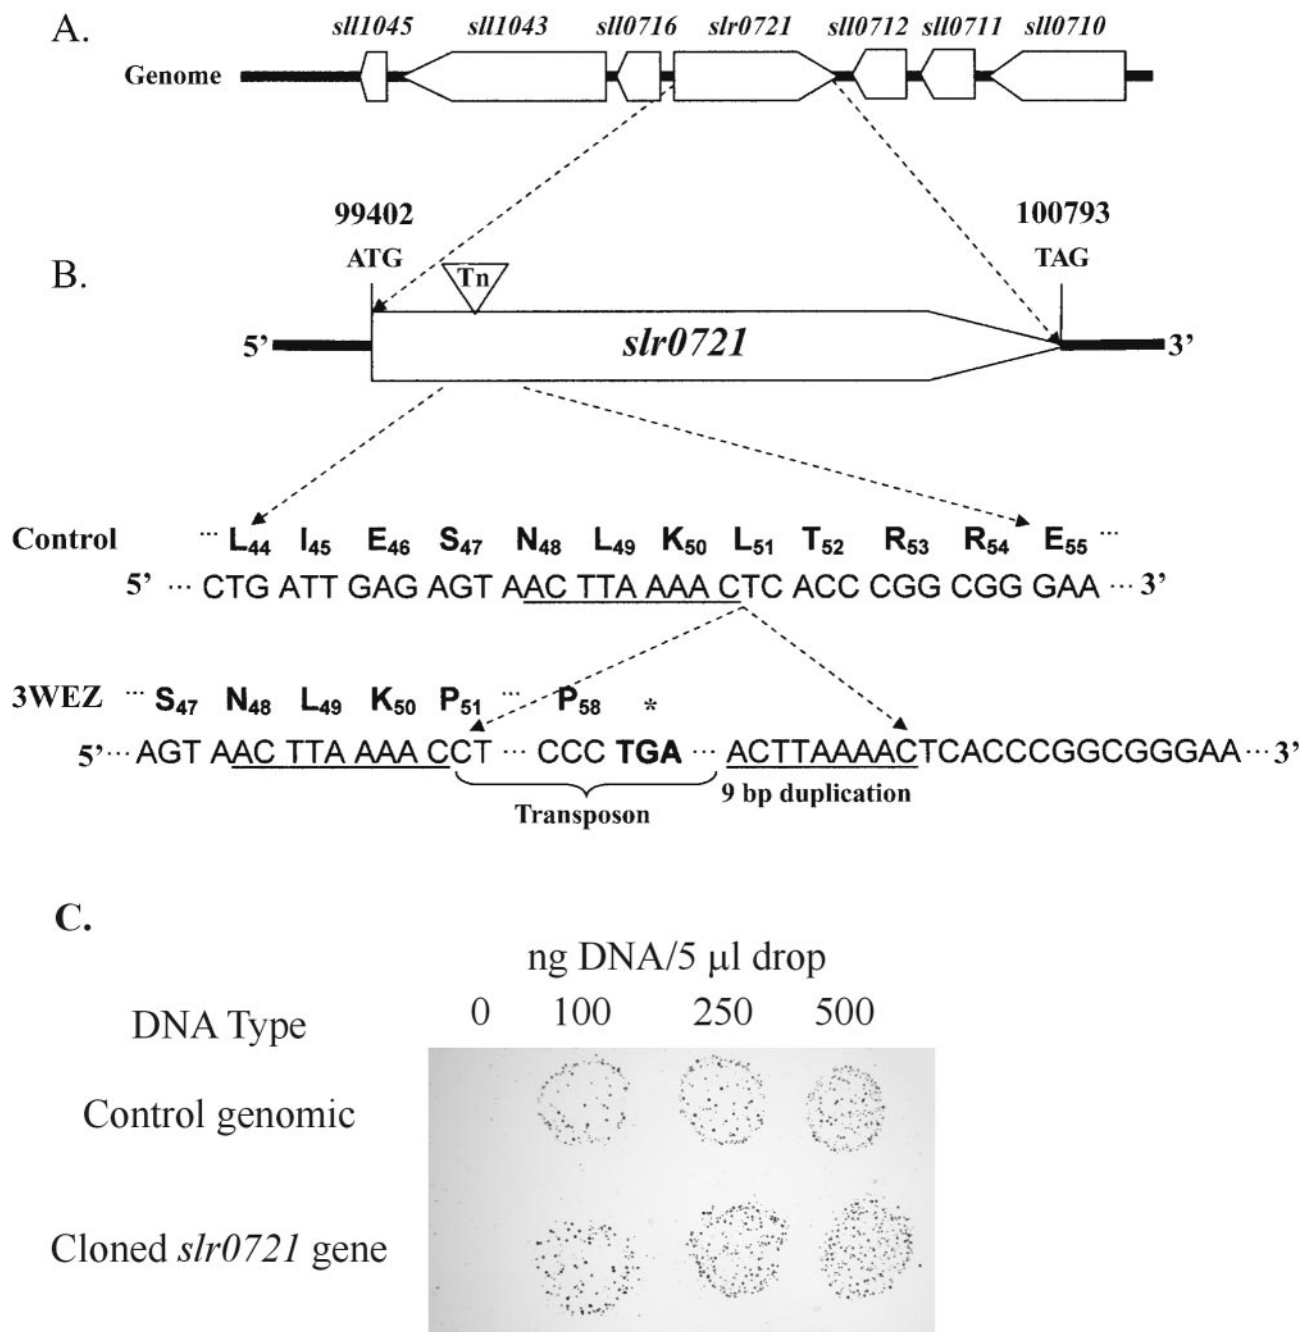 A.
sll1045 sll1043 sll0716 slr0721 sll0712 sll0711 sll0710
Genome
99402 100793
ATG TAG
B.
Tn
5’ slr0721 3’
Control ... L44 I45 E46 S47 N48 L49 K50 L51 T52 R53 R54 E55 ...
5’ ... CTG ATT GAG AGT AAC TTA AAA CTC ACC CGG CGG GAA ... 3’
3WEZ ... S47 N48 L49 K50 P51 ... P58 *
5’... AGT AAC TTA AAA CCT ... CCC TGA ... ACTTAAAACTCACCCGGCGGGAA ... 3’
Transposon 9 bp duplication
C.
ng DNA/5 µl drop
DNA Type 0 100 250 500
Control genomic
Cloned slr0721 gene